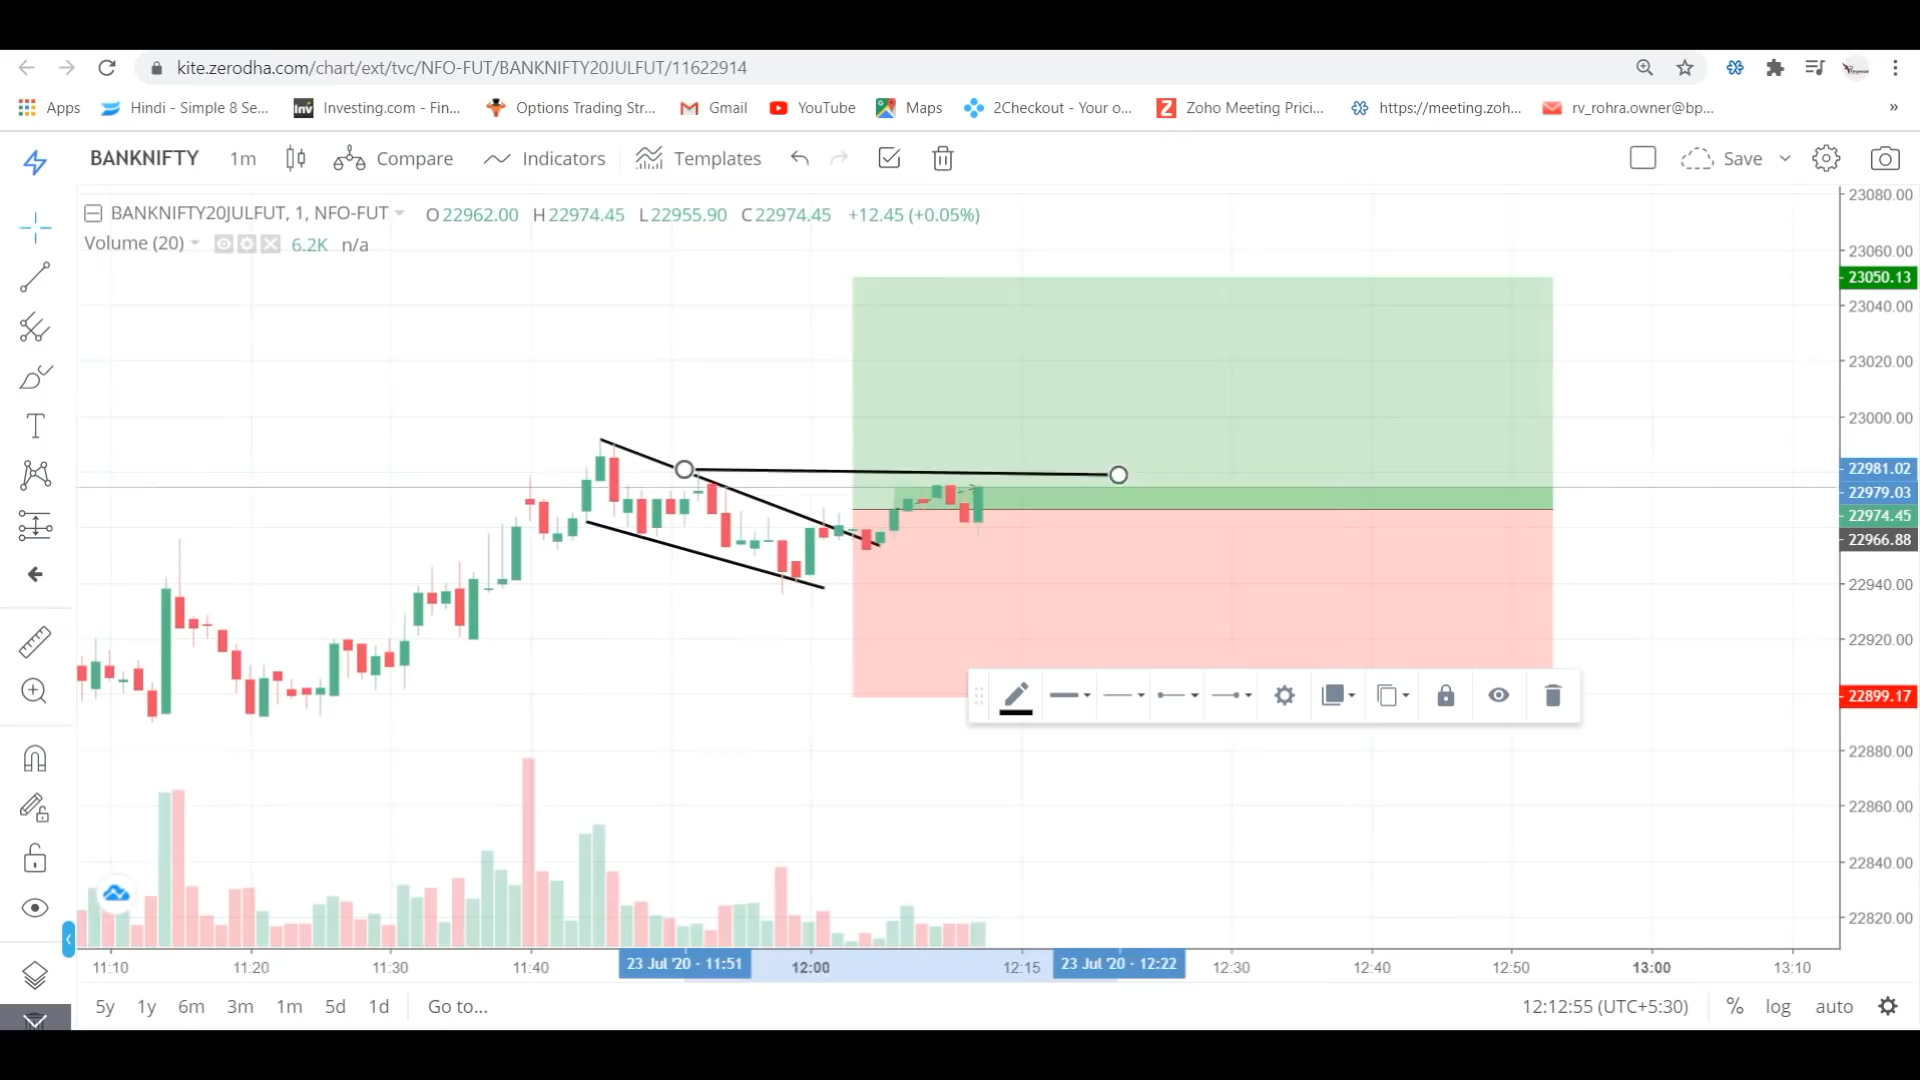 kite.zerodha.com/chart/ext/tvc/NFO-FUT/BANKNIFTY20JULFUT/11622914
Apps Hindi - Simple 8 Se... Inv Investing.com - Fin... Options Trading Str... Gmail YouTube Maps 2Checkout - Your o... Z Zoho Meeting Prici... https://meeting.zoh... rv_rohra.owner@bp... »
BANKNIFTY 1m Compare Indicators Templates Save
BANKNIFTY20JULFUT, 1, NFO-FUT O 22962.00 H 22974.45 L 22955.90 C 22974.45 +12.45 (+0.05%)
Volume (20) 6.2K n/a
23080.00
23060.00
23050.13
23040.00
23020.00
23000.00
22981.02
22979.03
22974.45
22966.88
22940.00
22920.00
22899.17
22880.00
22860.00
22840.00
22820.00
11:10 11:20 11:30 11:40 23 Jul '20 - 11:51 12:00 12:15 23 Jul '20 - 12:22 12:30 12:40 12:50 13:00 13:10
5y 1y 6m 3m 1m 5d 1d Go to... 12:12:55 (UTC+5:30) % log auto